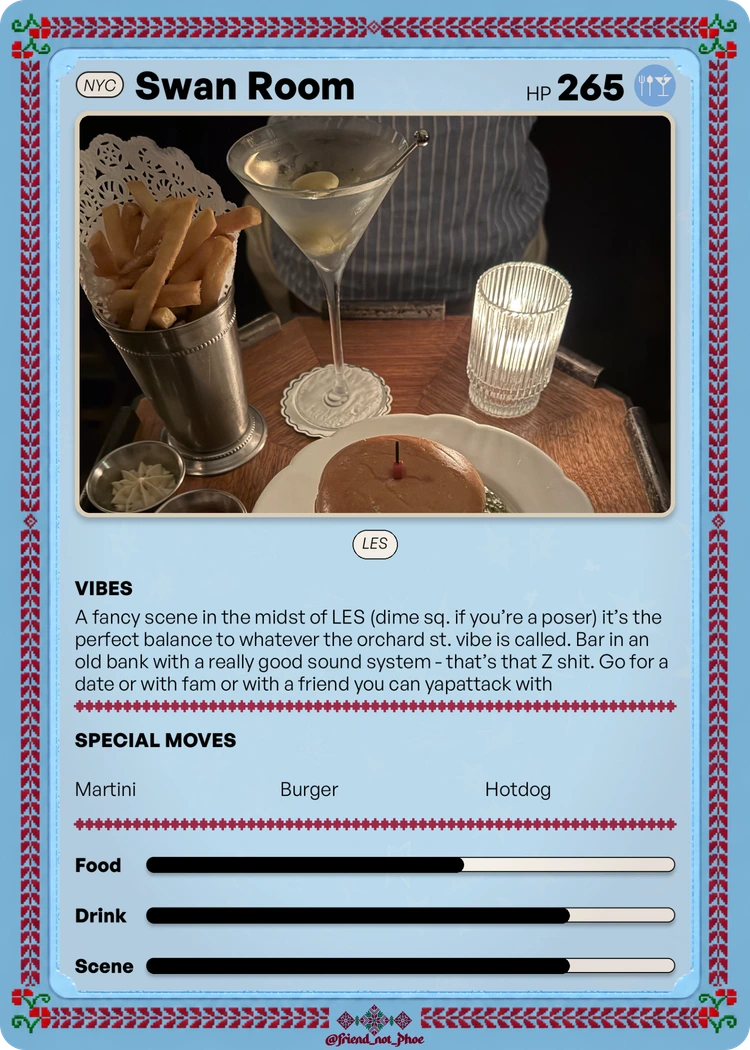 NYC Swan Room HP 265
LES
VIBES
A fancy scene in the midst of LES (dime sq. if you’re a poser) it’s the
perfect balance to whatever the orchard st. vibe is called. Bar in an
old bank with a really good sound system - that’s that Z shit. Go for a
date or with fam or with a friend you can yapattack with
SPECIAL MOVES
Martini Burger Hotdog
Food
Drink
Scene
@friend_not_Phoe